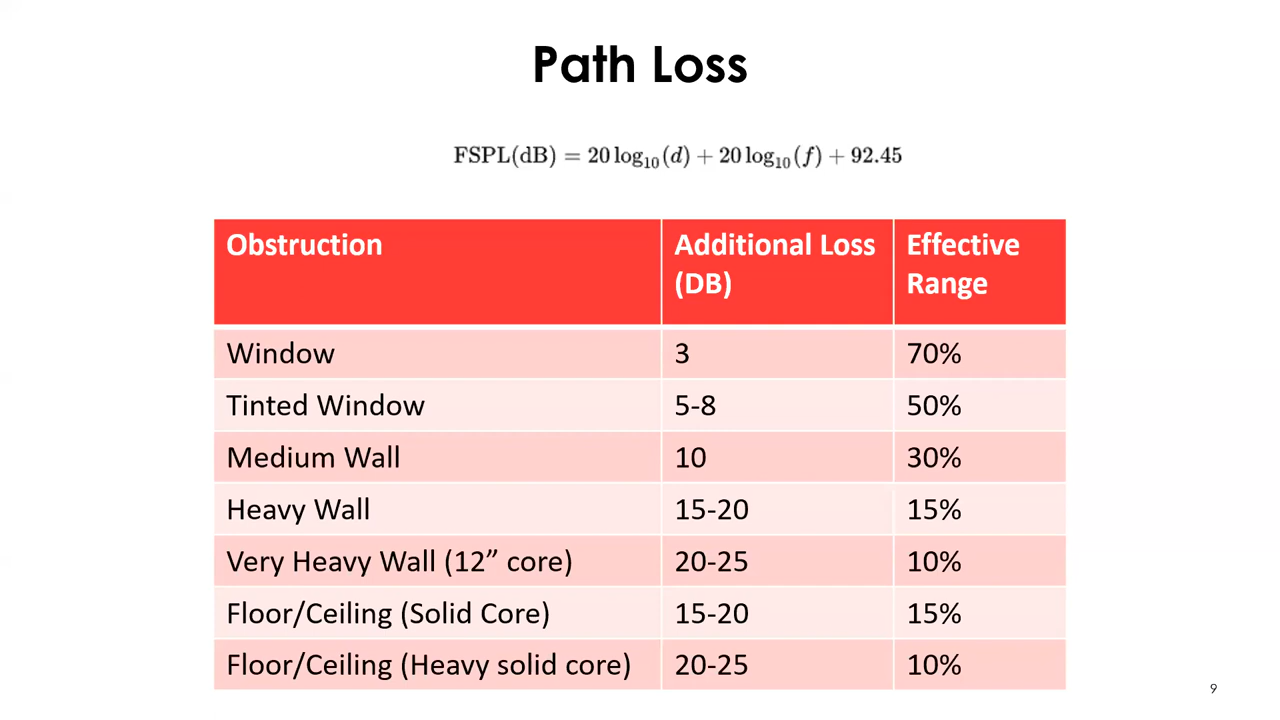 Path Loss
FSPL(dB) = 20 log₁₀(d) + 20 log₁₀(f) + 92.45
Obstruction Additional Loss (DB) Effective Range
Window 3 70%
Tinted Window 5-8 50%
Medium Wall 10 30%
Heavy Wall 15-20 15%
Very Heavy Wall (12” core) 20-25 10%
Floor/Ceiling (Solid Core) 15-20 15%
Floor/Ceiling (Heavy solid core) 20-25 10%
9